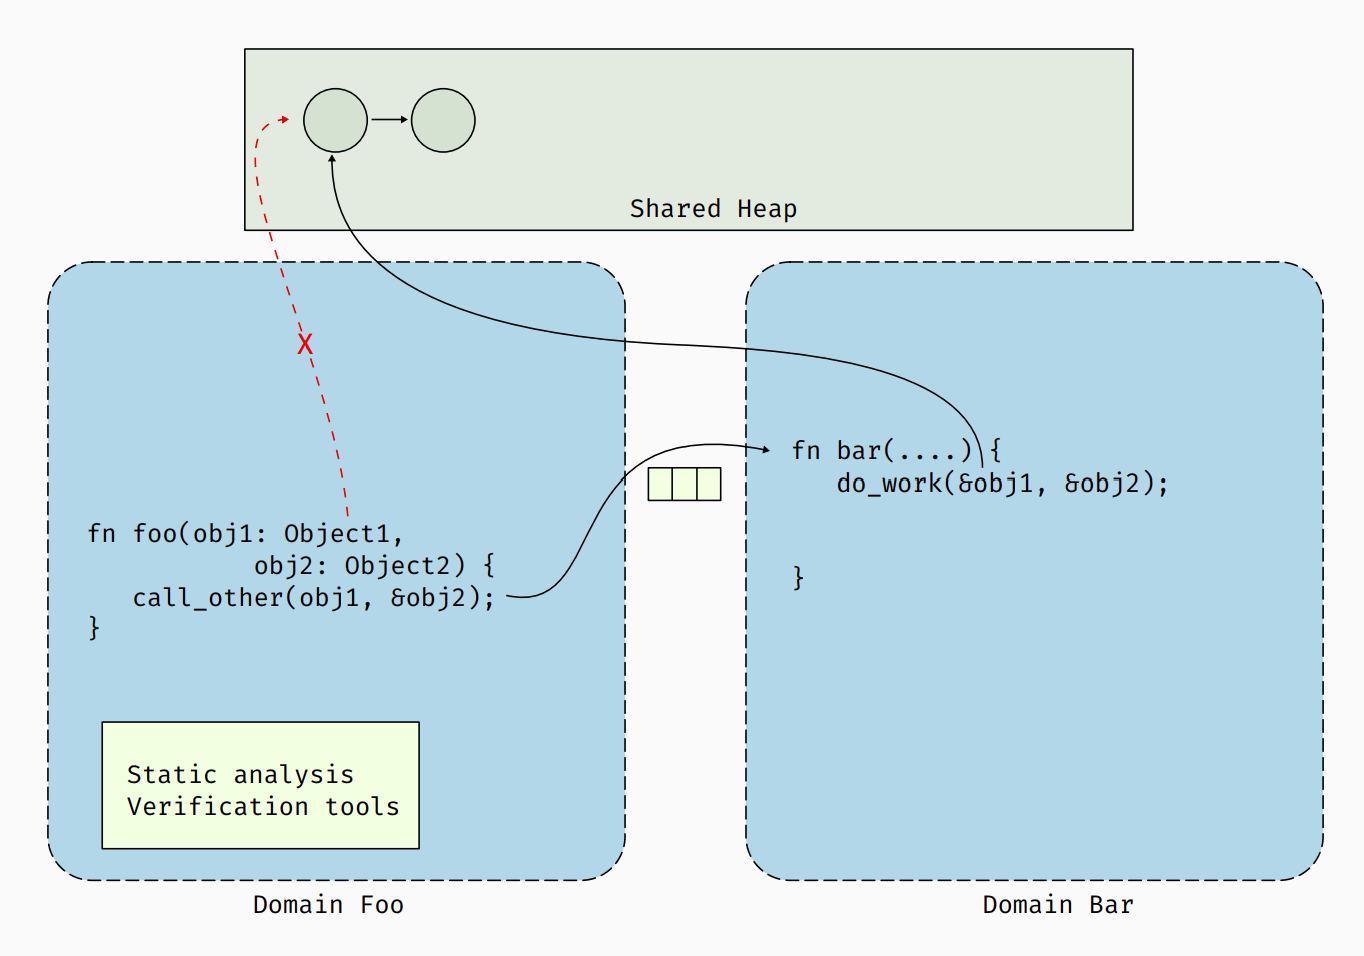 Shared Heap
X
fn foo(obj1: Object1,
obj2: Object2) {
call_other(obj1, &obj2);
}
Static analysis
Verification tools
Domain Foo
fn bar(....) {
do_work(&obj1, &obj2);
}
Domain Bar